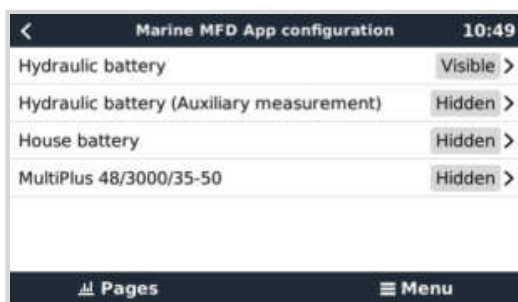 Marine MFD App configuration 10:49
Hydraulic battery Visible
Hydraulic battery (Auxiliary measurement) Hidden
House battery Hidden
MultiPlus 48/3000/35-50 Hidden
Pages Menu